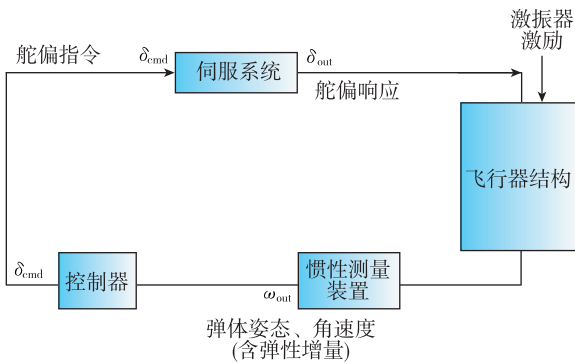 激振器
激励
舵偏指令
δcmd
伺服系统
δout
舵偏响应
飞行器结构
δcmd
控制器
ωout
惯性测量
装置
弹体姿态、角速度
(含弹性增量)